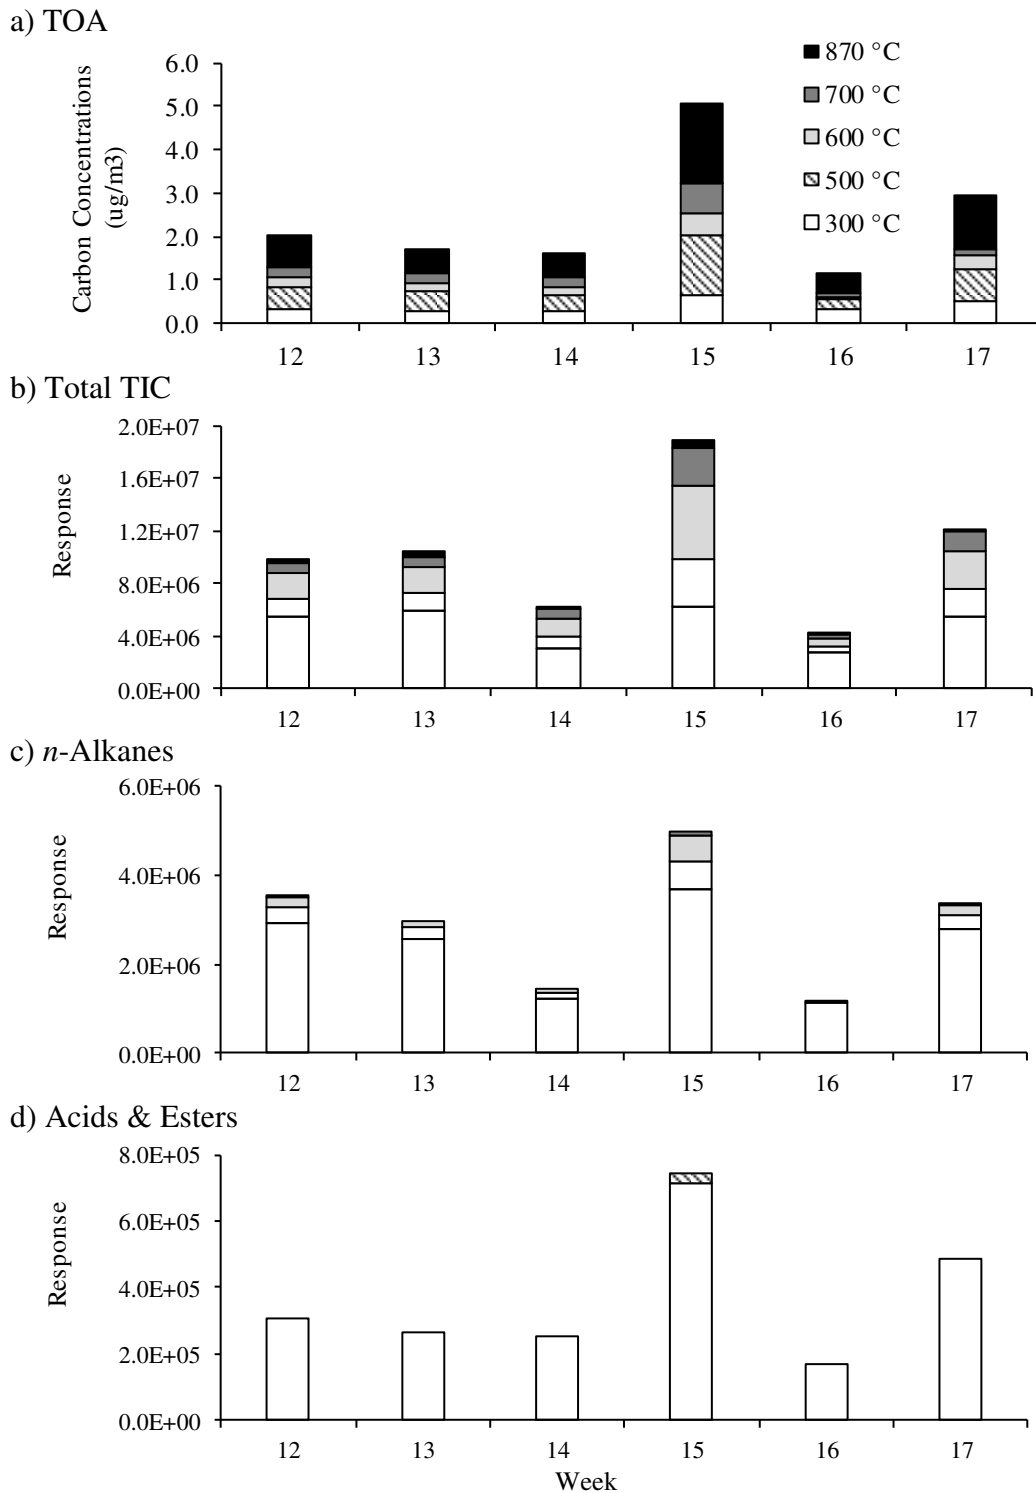 a) TOA
Carbon Concentrations
(ug/m3)
6.0
5.0
4.0
3.0
2.0
1.0
0.0
870 °C
700 °C
600 °C
500 °C
300 °C
12 13 14 15 16 17
b) Total TIC
Response
2.0E+07
1.6E+07
1.2E+07
8.0E+06
4.0E+06
0.0E+00
12 13 14 15 16 17
c) n-Alkanes
Response
6.0E+06
4.0E+06
2.0E+06
0.0E+00
12 13 14 15 16 17
d) Acids & Esters
Response
8.0E+05
6.0E+05
4.0E+05
2.0E+05
0.0E+00
12 13 14 15 16 17
Week